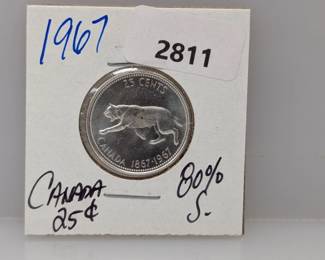 1967
2811
25 CENTS
CANADA 1867-1967
CANADA
25¢
80%
S.